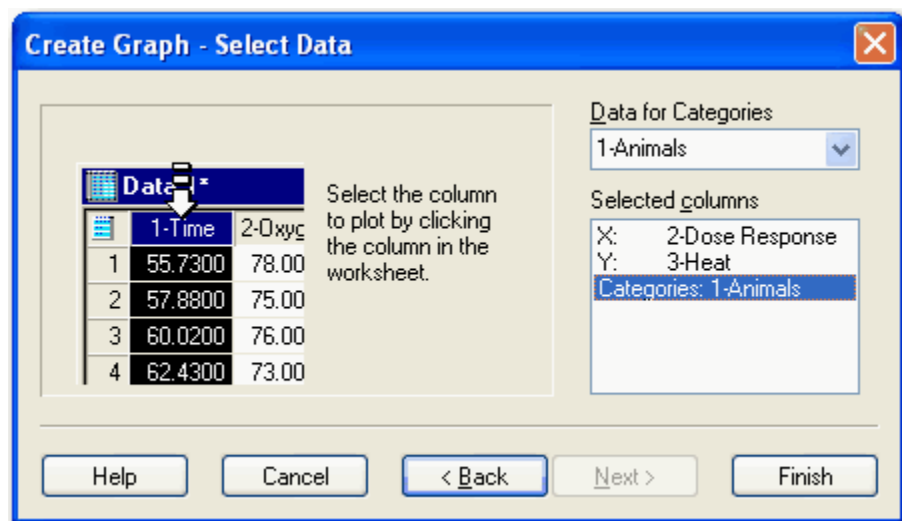 Create Graph - Select Data
Data for Categories
1-Animals
Selected columns
X: 2-Dose Response
Y: 3-Heat
Categories: 1-Animals
1-Time 2-Oxyg
1 55.7300 78.00
2 57.8800 75.00
3 60.0200 76.00
4 62.4300 73.00
Select the column
to plot by clicking
the column in the
worksheet.
Help Cancel < Back Next > Finish